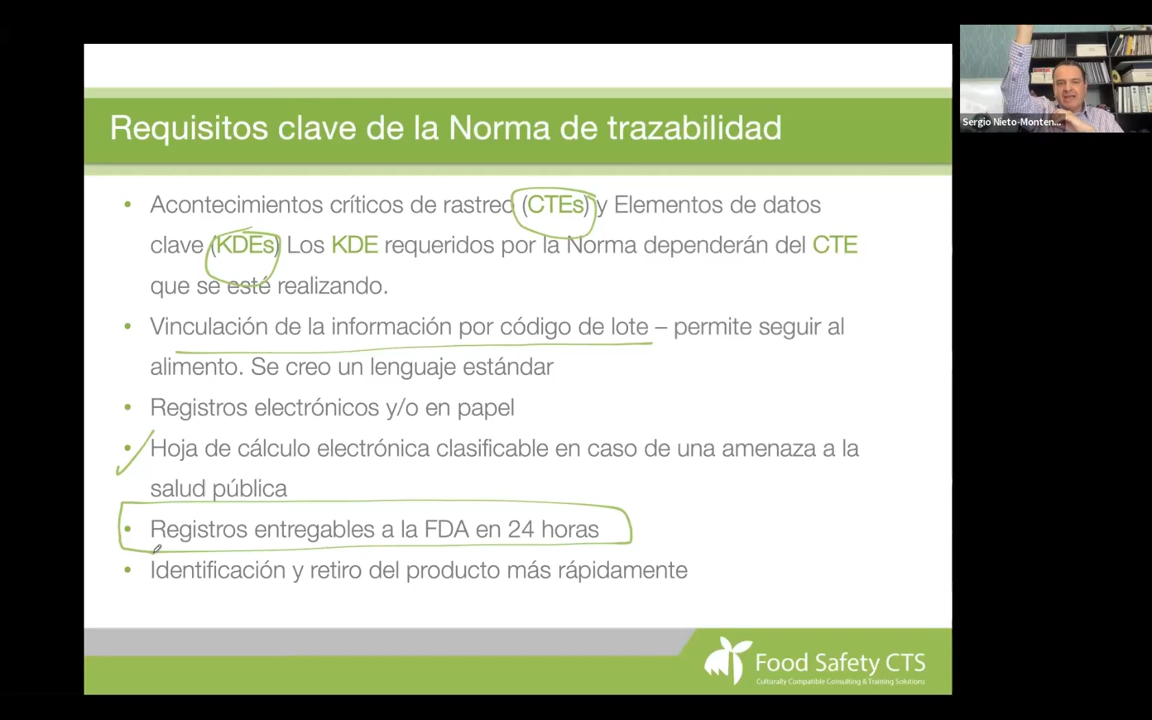 Requisitos clave de la Norma de trazabilidad
• Acontecimientos críticos de rastreo (CTEs) y Elementos de datos
clave (KDEs) Los KDE requeridos por la Norma dependerán del CTE
que se esté realizando.
• Vinculación de la información por código de lote – permite seguir al
alimento. Se creo un lenguaje estándar
• Registros electrónicos y/o en papel
• Hoja de cálculo electrónica clasificable en caso de una amenaza a la
salud pública
• Registros entregables a la FDA en 24 horas
• Identificación y retiro del producto más rápidamente
Food Safety CTS
Culturally Compatible Consulting & Training Solutions
Sergio Nieto-Monten...